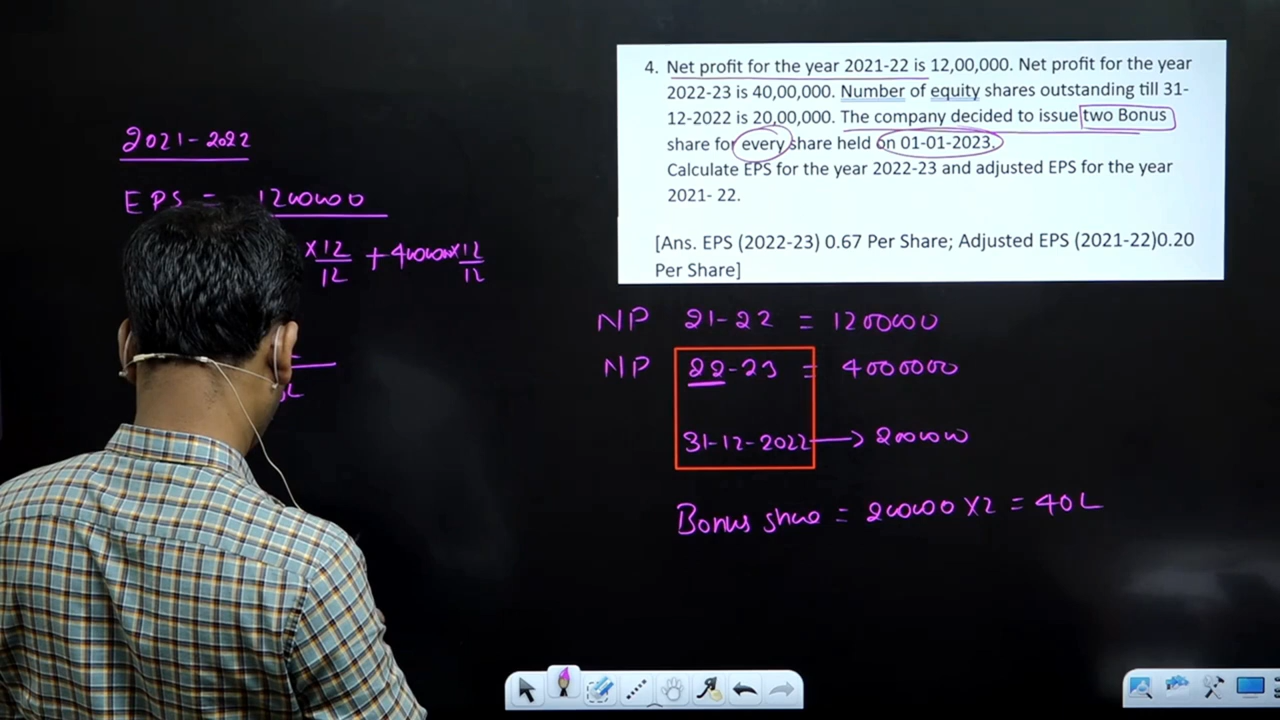 4. Net profit for the year 2021-22 is 12,00,000. Net profit for the year
2022-23 is 40,00,000. Number of equity shares outstanding till 31-
12-2022 is 20,00,000. The company decided to issue two Bonus
share for every share held on 01-01-2023.
Calculate EPS for the year 2022-23 and adjusted EPS for the year
2021- 22.
[Ans. EPS (2022-23) 0.67 Per Share; Adjusted EPS (2021-22)0.20
Per Share]
2021-2022
EPS = 1200000
×12/12 + 4000000×12/12
L
NP 21-22 = 1200000
NP 22-23 = 4000000
31-12-2022 → 2000000
Bonus share = 2000000 ×2 = 40L